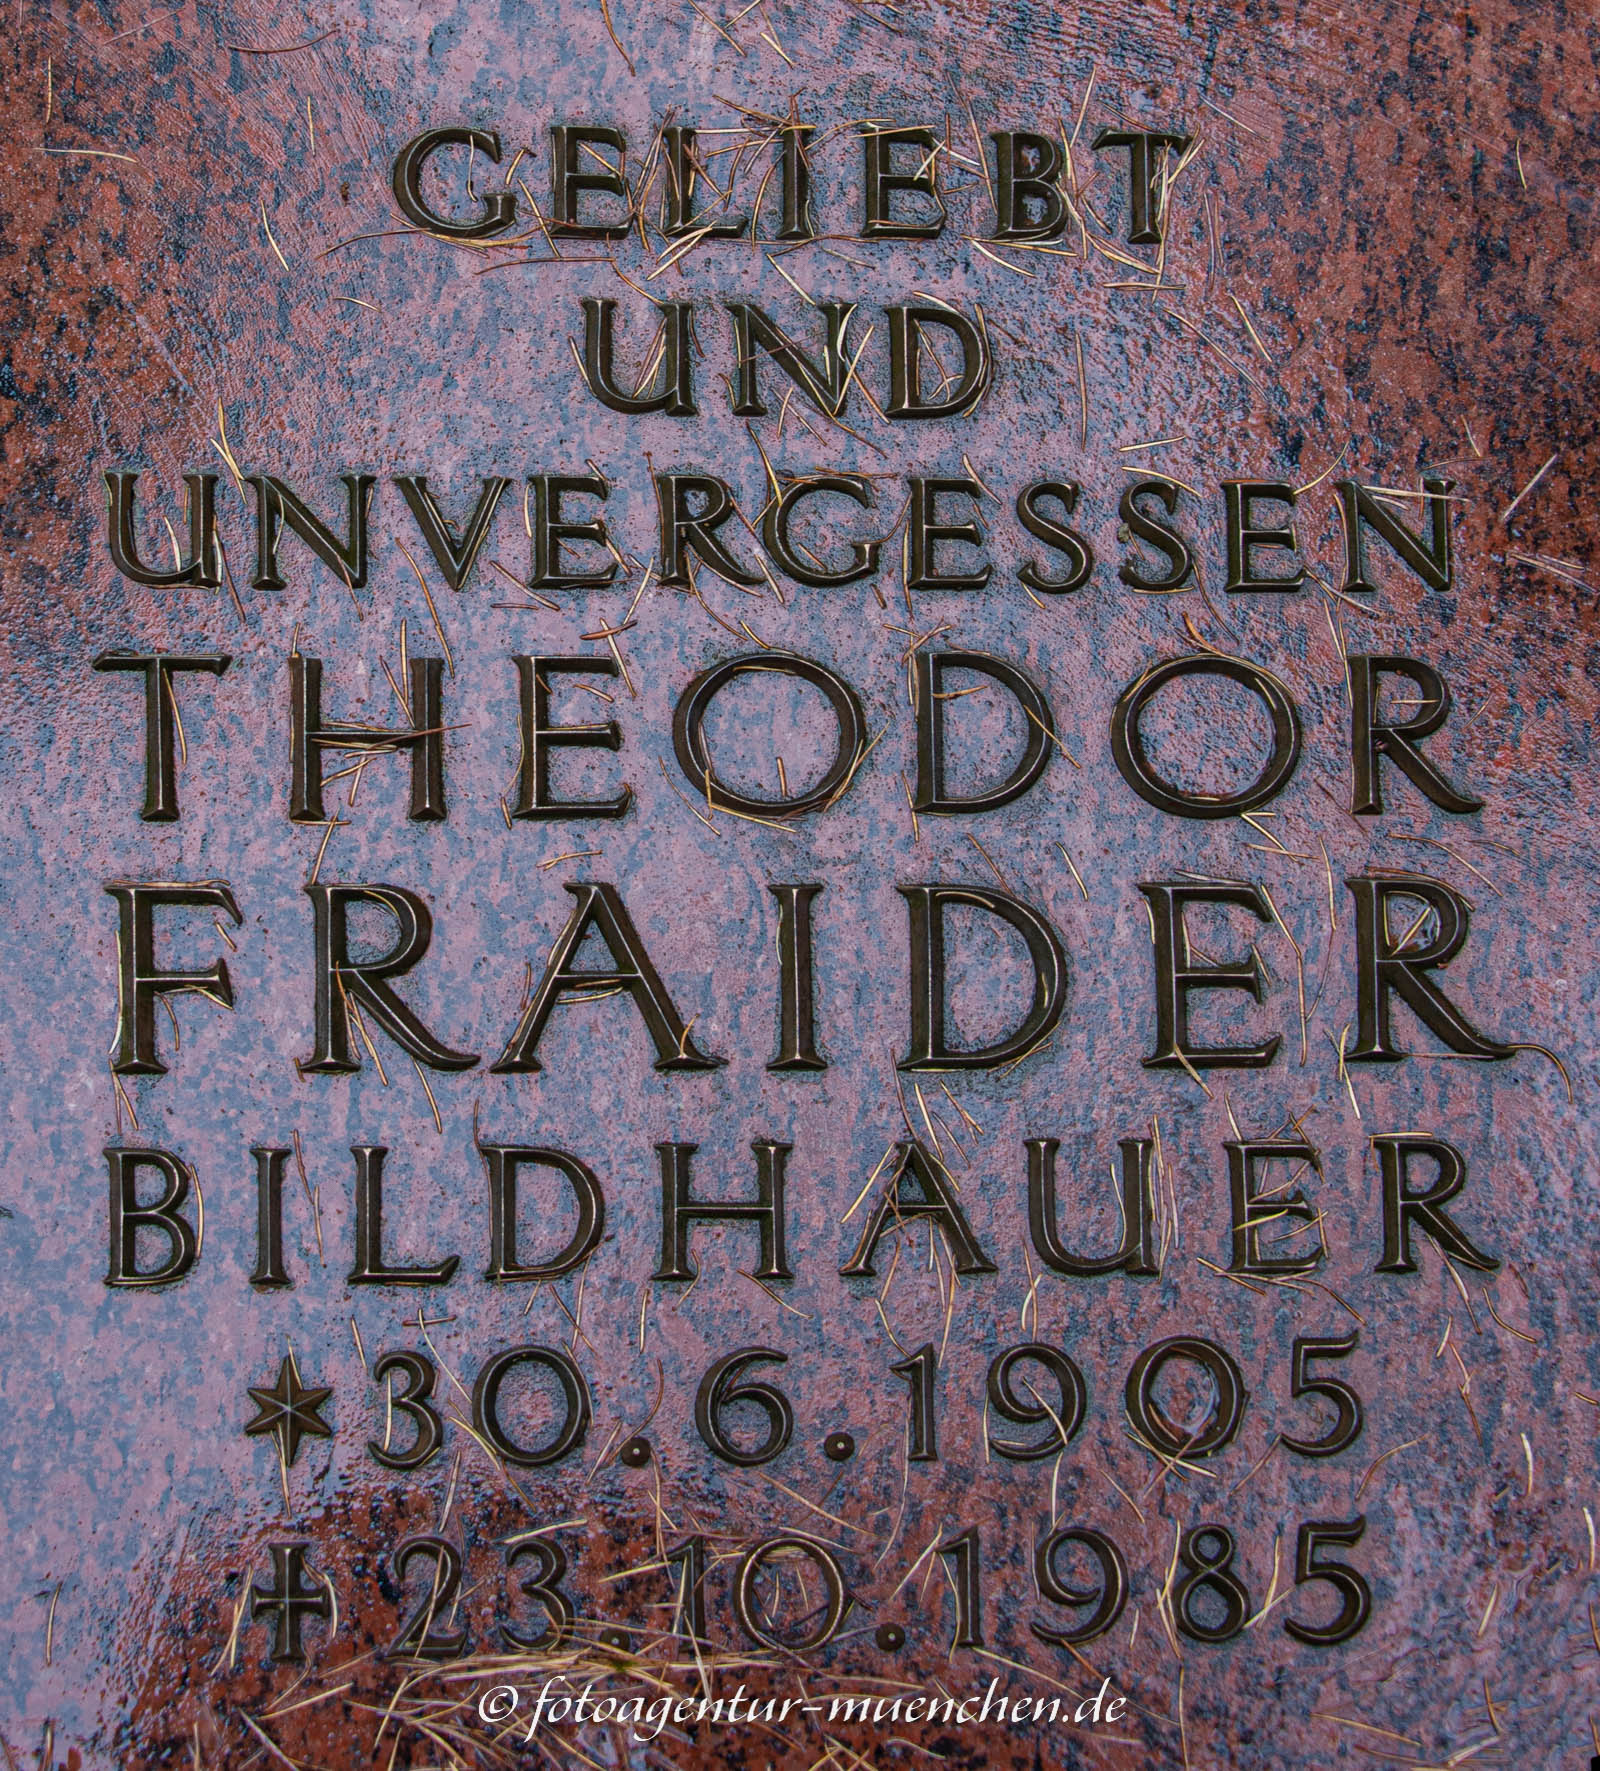 GELIEBT
UND
UNVERGESSEN
THEODOR
FRAIDER
BILDHAUER
* 30.6.1905
† 23.10.1985
© fotoagentur-muenchen.de